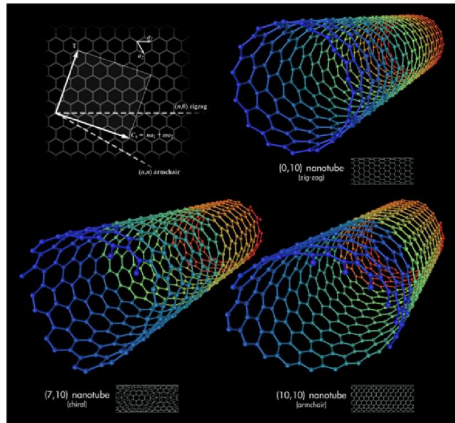 T
a₁
a₂
(n,0) zigzag
Cₕ = na₁ + ma₂
(n,n) armchair
(0,10) nanotube
(zig-zag)
(7,10) nanotube
(chiral)
(10,10) nanotube
(armchair)